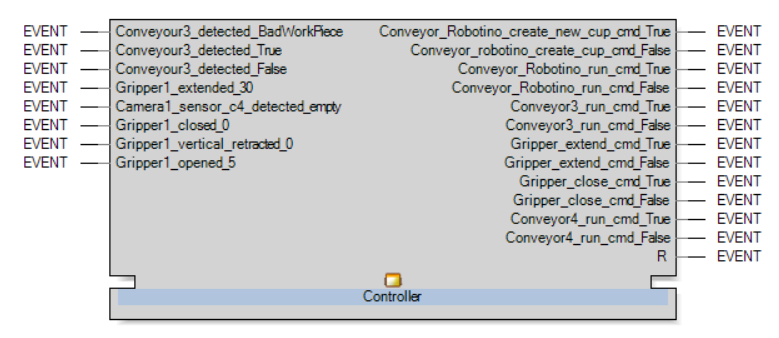 EVENT Conveyour3_detected_BadWorkPiece Conveyor_Robotino_create_new_cup_cmd_True EVENT
EVENT Conveyour3_detected_True Conveyor_robotino_create_cup_cmd_False EVENT
EVENT Conveyour3_detected_False Conveyor_Robotino_run_cmd_True EVENT
EVENT Gripper1_extended_30 Conveyor_Robotino_run_cmd_False EVENT
EVENT Camera1_sensor_c4_detected_empty Conveyor3_run_cmd_True EVENT
EVENT Gripper1_closed_0 Conveyor3_run_cmd_False EVENT
EVENT Gripper1_vertical_retracted_0 Gripper_extend_cmd_True EVENT
EVENT Gripper1_opened_5 Gripper_extend_cmd_False EVENT
Gripper_close_cmd_True EVENT
Gripper_close_cmd_False EVENT
Conveyor4_run_cmd_True EVENT
Conveyor4_run_cmd_False EVENT
R EVENT
Controller